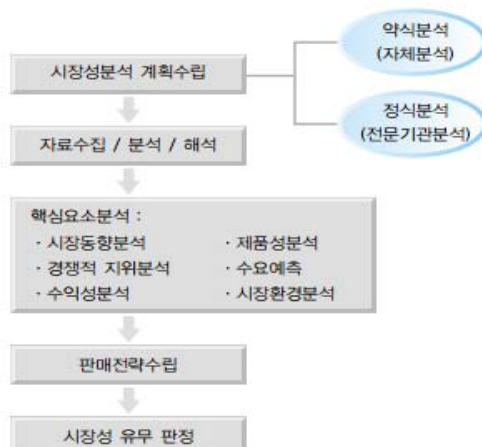 약식분석
(자체분석)
시장성분석 계획수립
정식분석
(전문기관분석)
자료수집 / 분석 / 해석
핵심요소분석 :
· 시장동향분석 · 제품성분석
· 경쟁적 지위분석 · 수요예측
· 수익성분석 · 시장환경분석
판매전략수립
시장성 유무 판정